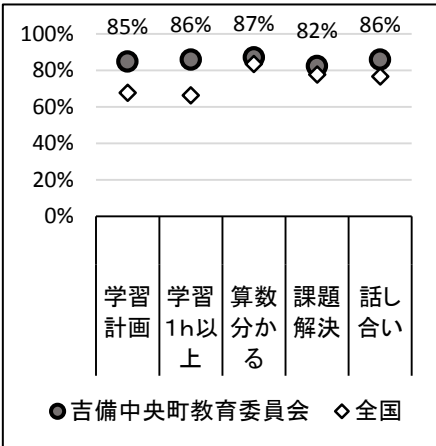 85% 86% 87% 82% 86%
100%
80%
60%
40%
20%
0%
学習 学習 算数 課題 話し
計画 1h以 分か 解決 合い
上 る
●吉備中央町教育委員会 ◇全国